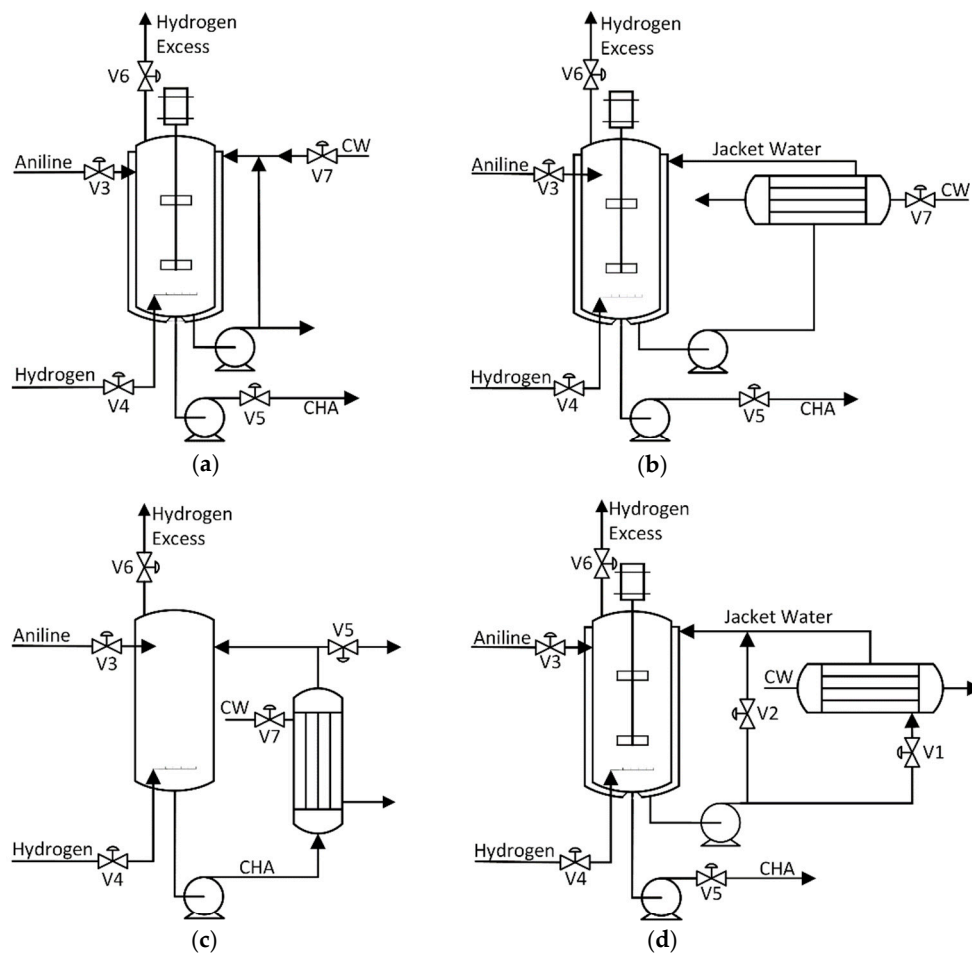 Hydrogen
Excess
V6
Aniline
V3
CW
V7
Hydrogen
V4
V5
CHA
(a)
Hydrogen
Excess
V6
Aniline
V3
Jacket Water
CW
V7
Hydrogen
V4
V5
CHA
(b)
Hydrogen
Excess
V6
Aniline
V3
V5
CW
V7
Hydrogen
V4
CHA
(c)
Hydrogen
Excess
V6
Aniline
V3
Jacket Water
CW
V2
V1
Hydrogen
V4
V5
CHA
(d)